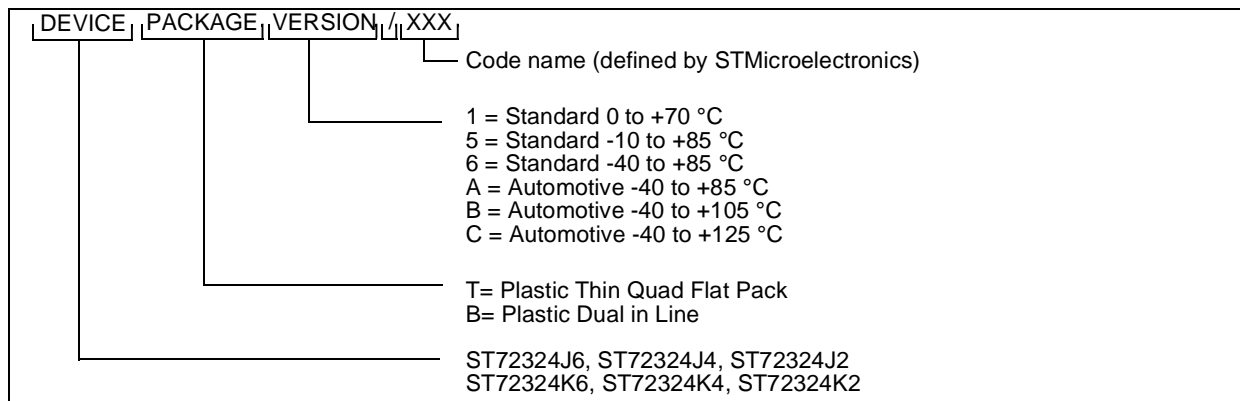 DEVICE PACKAGE VERSION / XXX
Code name (defined by STMicroelectronics)
1 = Standard 0 to +70 °C
5 = Standard -10 to +85 °C
6 = Standard -40 to +85 °C
A = Automotive -40 to +85 °C
B = Automotive -40 to +105 °C
C = Automotive -40 to +125 °C
T= Plastic Thin Quad Flat Pack
B= Plastic Dual in Line
ST72324J6, ST72324J4, ST72324J2
ST72324K6, ST72324K4, ST72324K2